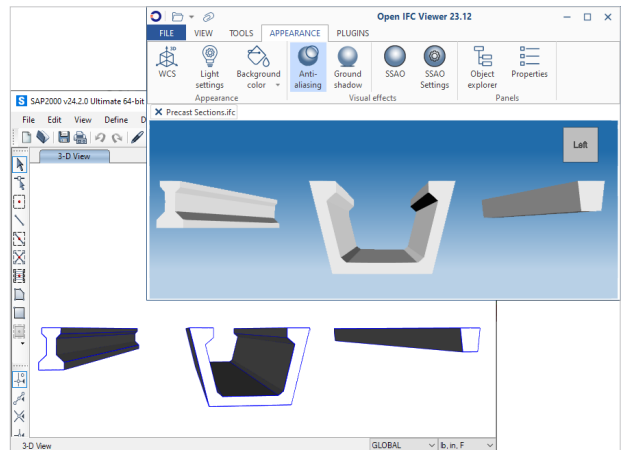 Open IFC Viewer 23.12
FILE VIEW TOOLS APPEARANCE PLUGINS
WCS Light settings Background color Anti-aliasing Ground shadow SSAO SSAO Settings Object explorer Properties
Appearance Visual effects Panels
Precast Sections.ifc
Left
SAP2000 v24.2.0 Ultimate 64-bit
File Edit View Define D
3-D View
3-D View GLOBAL lb, in, F